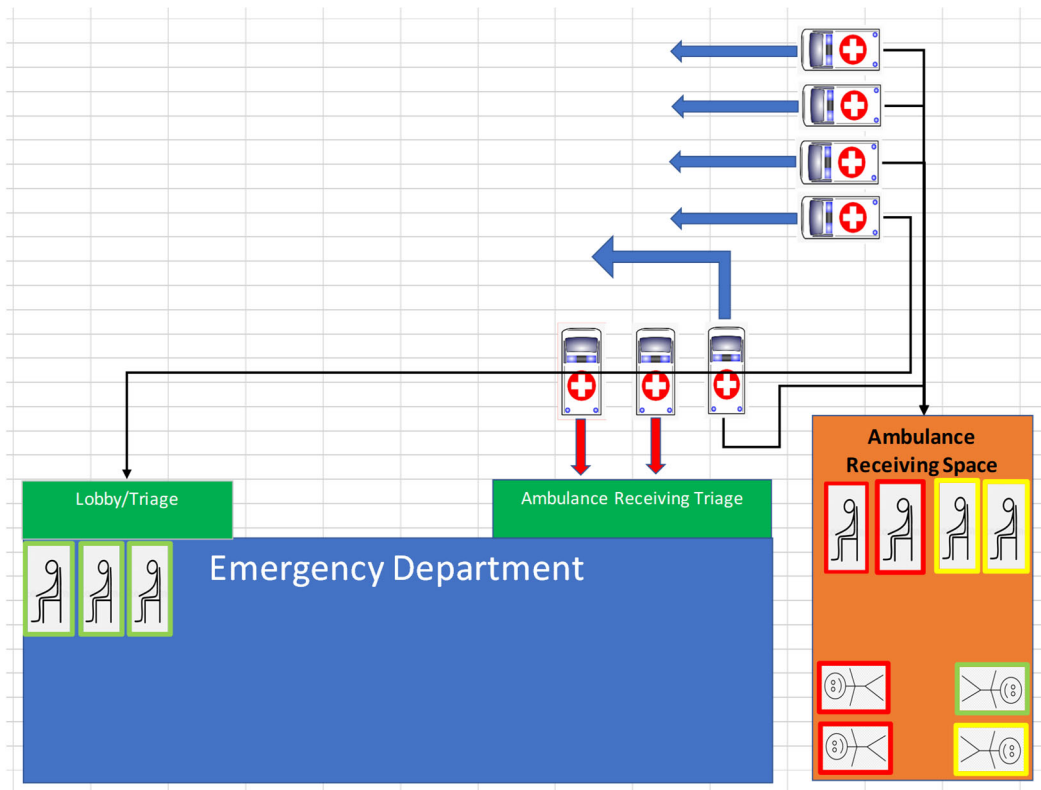 Ambulance
Receiving Space
Lobby/Triage
Ambulance Receiving Triage
Emergency Department